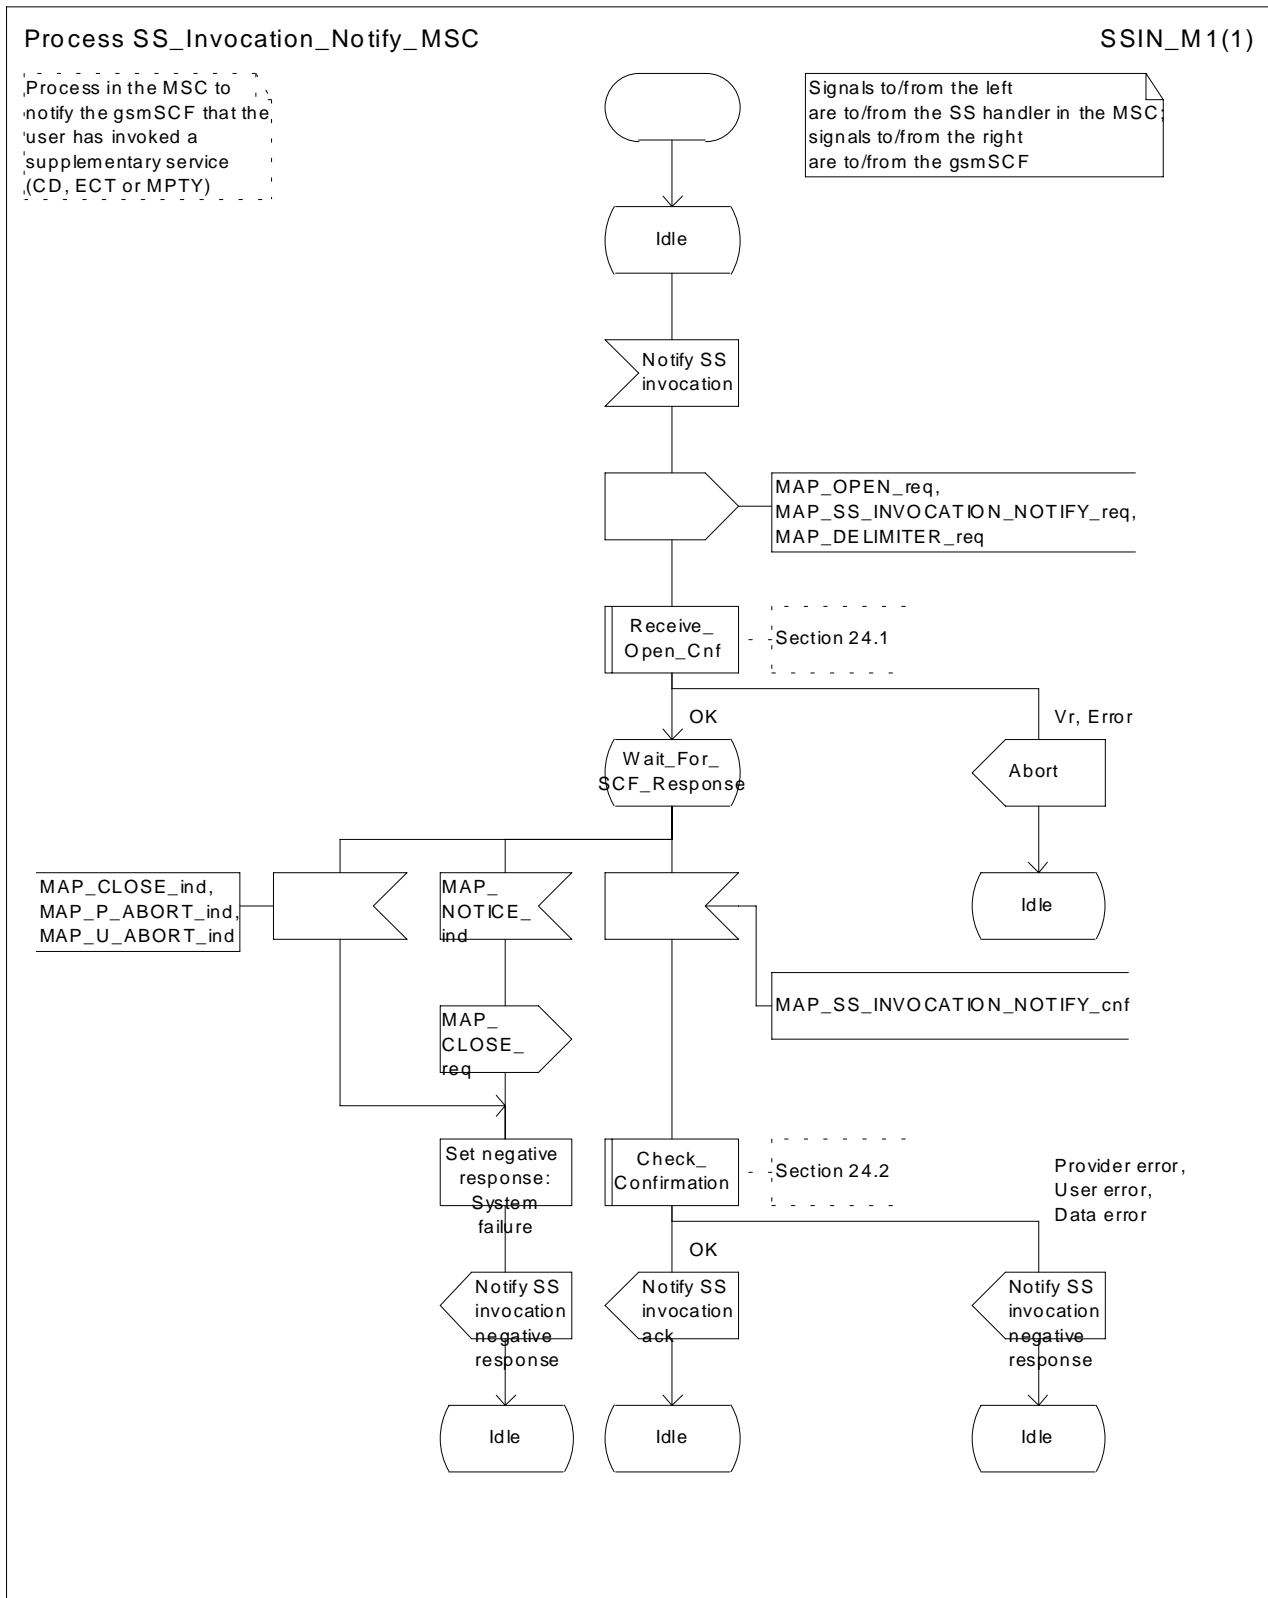 Process SS_Invocation_Notify_MSC
SSIN_M1(1)
Process in the MSC to
notify the gsmSCF that the
user has invoked a
supplementary service
(CD, ECT or MPTY)
Signals to/from the left
are to/from the SS handler in the MSC;
signals to/from the right
are to/from the gsmSCF
Idle
Notify SS
invocation
MAP_OPEN_req,
MAP_SS_INVOCATION_NOTIFY_req,
MAP_DELIMITER_req
Receive_
Open_Cnf
Section 24.1
OK
Vr, Error
Wait_For_
SCF_Response
Abort
MAP_CLOSE_ind,
MAP_P_ABORT_ind,
MAP_U_ABORT_ind
MAP_
NOTICE_
ind
Idle
MAP_SS_INVOCATION_NOTIFY_cnf
MAP_
CLOSE_
req
Set negative
response:
System
failure
Check_
Confirmation
Section 24.2
Provider error,
User error,
Data error
OK
Notify SS
invocation
negative
response
Notify SS
invocation
ack
Notify SS
invocation
negative
response
Idle
Idle
Idle